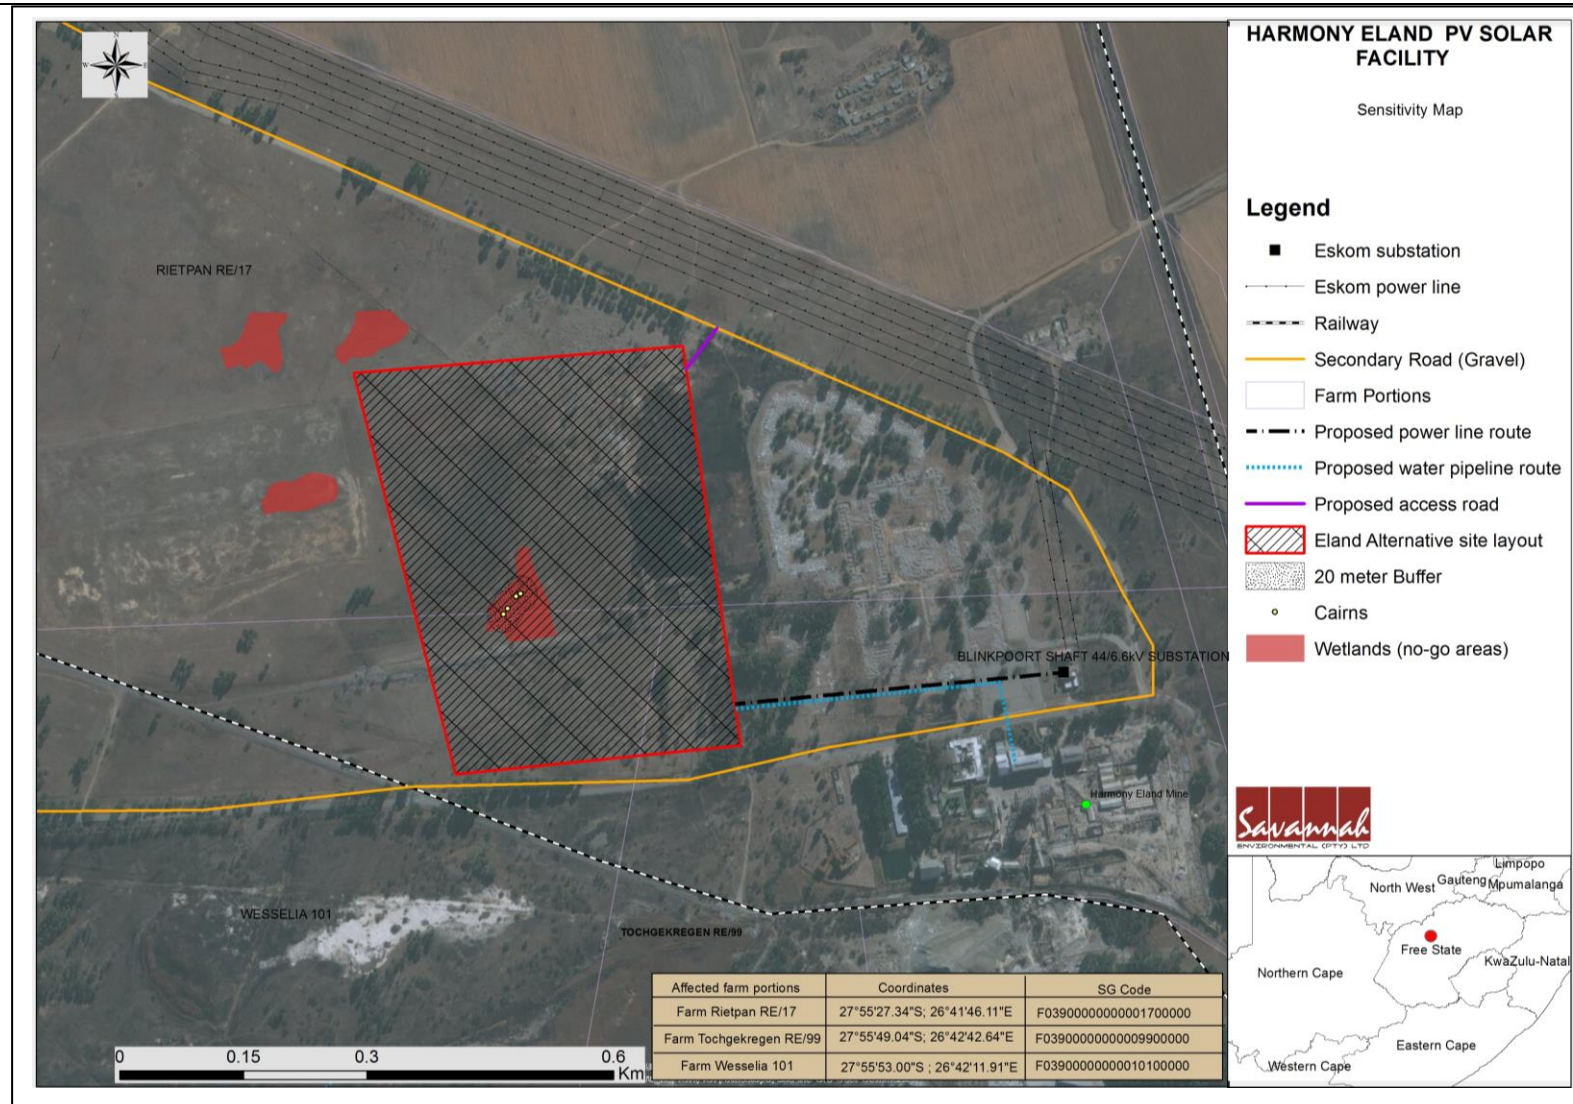 HARMONY ELAND PV SOLAR
FACILITY
Sensitivity Map
Legend
Eskom substation
Eskom power line
Railway
Secondary Road (Gravel)
Farm Portions
Proposed power line route
Proposed water pipeline route
Proposed access road
Eland Alternative site layout
20 meter Buffer
Cairns
Wetlands (no-go areas)
N
W
E
S
RIETPAN RE/17
BLINKPOORT SHAFT 44/6.6kV SUBSTATION
Harmony Eland Mine
WESSELIA 101
TOCHGEKREGEN RE/99
Savannah
ENVIRONMENTAL (PTY) LTD
Affected farm portions Coordinates SG Code
Farm Rietpan RE/17 27°55'27.34"S; 26°41'46.11"E F03900000000001700000
Farm Tochgekregen RE/99 27°55'49.04"S; 26°42'42.64"E F03900000000009900000
Farm Wesselia 101 27°55'53.00"S ; 26°42'11.91"E F03900000000010100000
0 0.15 0.3 0.6
Km
Limpopo
North West Gauteng Mpumalanga
Free State
KwaZulu-Natal
Northern Cape
Eastern Cape
Western Cape